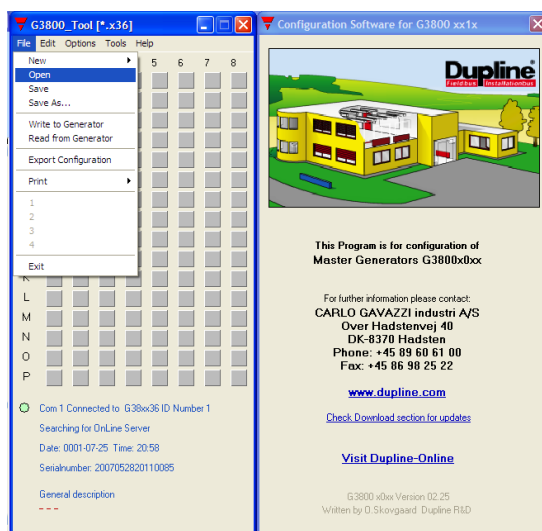 G3800_Tool [*.x36]
File Edit Options Tools Help
New
Open
Save
Save As...
Write to Generator
Read from Generator
Export Configuration
Print
1
2
3
4
Exit
5 6 7 8
K
L
M
N
O
P
Com 1 Connected to G38xx36 ID Number 1
Searching for OnLine Server
Date: 0001-07-25 Time: 20:58
Serialnumber: 2007052820110085
General description
---
Configuration Software for G3800 xx1x
Dupline®
Fieldbus Installationbus
This Program is for configuration of
Master Generators G3800x0xx
For further information please contact:
CARLO GAVAZZI industri A/S
Over Hadstenvej 40
DK-8370 Hadsten
Phone: +45 89 60 61 00
Fax: +45 86 98 25 22
www.dupline.com
Check Download section for updates
Visit Dupline-Online
G3800 x0xx Version 02.25
Written by O.Skovgaard Dupline R&D